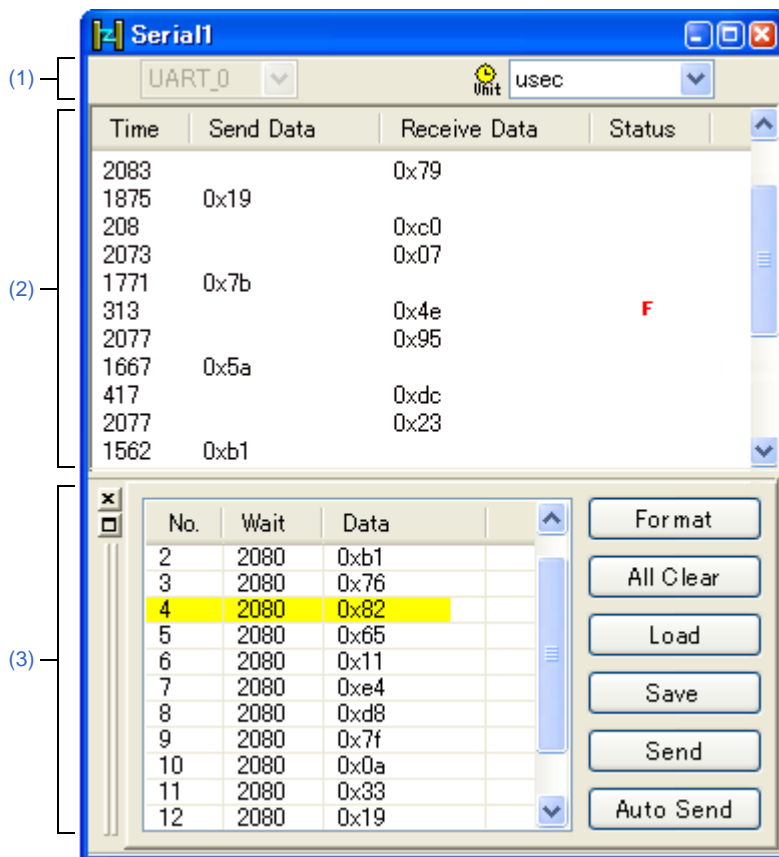 Serial1
(1)
UART_0
Unit
usec
Time Send Data Receive Data Status
(2)
2083 0x79
1875 0x19
208 0xc0
2073 0x07
1771 0x7b
313 0x4e F
2077 0x95
1667 0x5a
417 0xdc
2077 0x23
1562 0xb1
(3)
No. Wait Data
2 2080 0xb1
3 2080 0x76
4 2080 0x82
5 2080 0x65
6 2080 0x11
7 2080 0xe4
8 2080 0xd8
9 2080 0x7f
10 2080 0x0a
11 2080 0x33
12 2080 0x19
Format
All Clear
Load
Save
Send
Auto Send